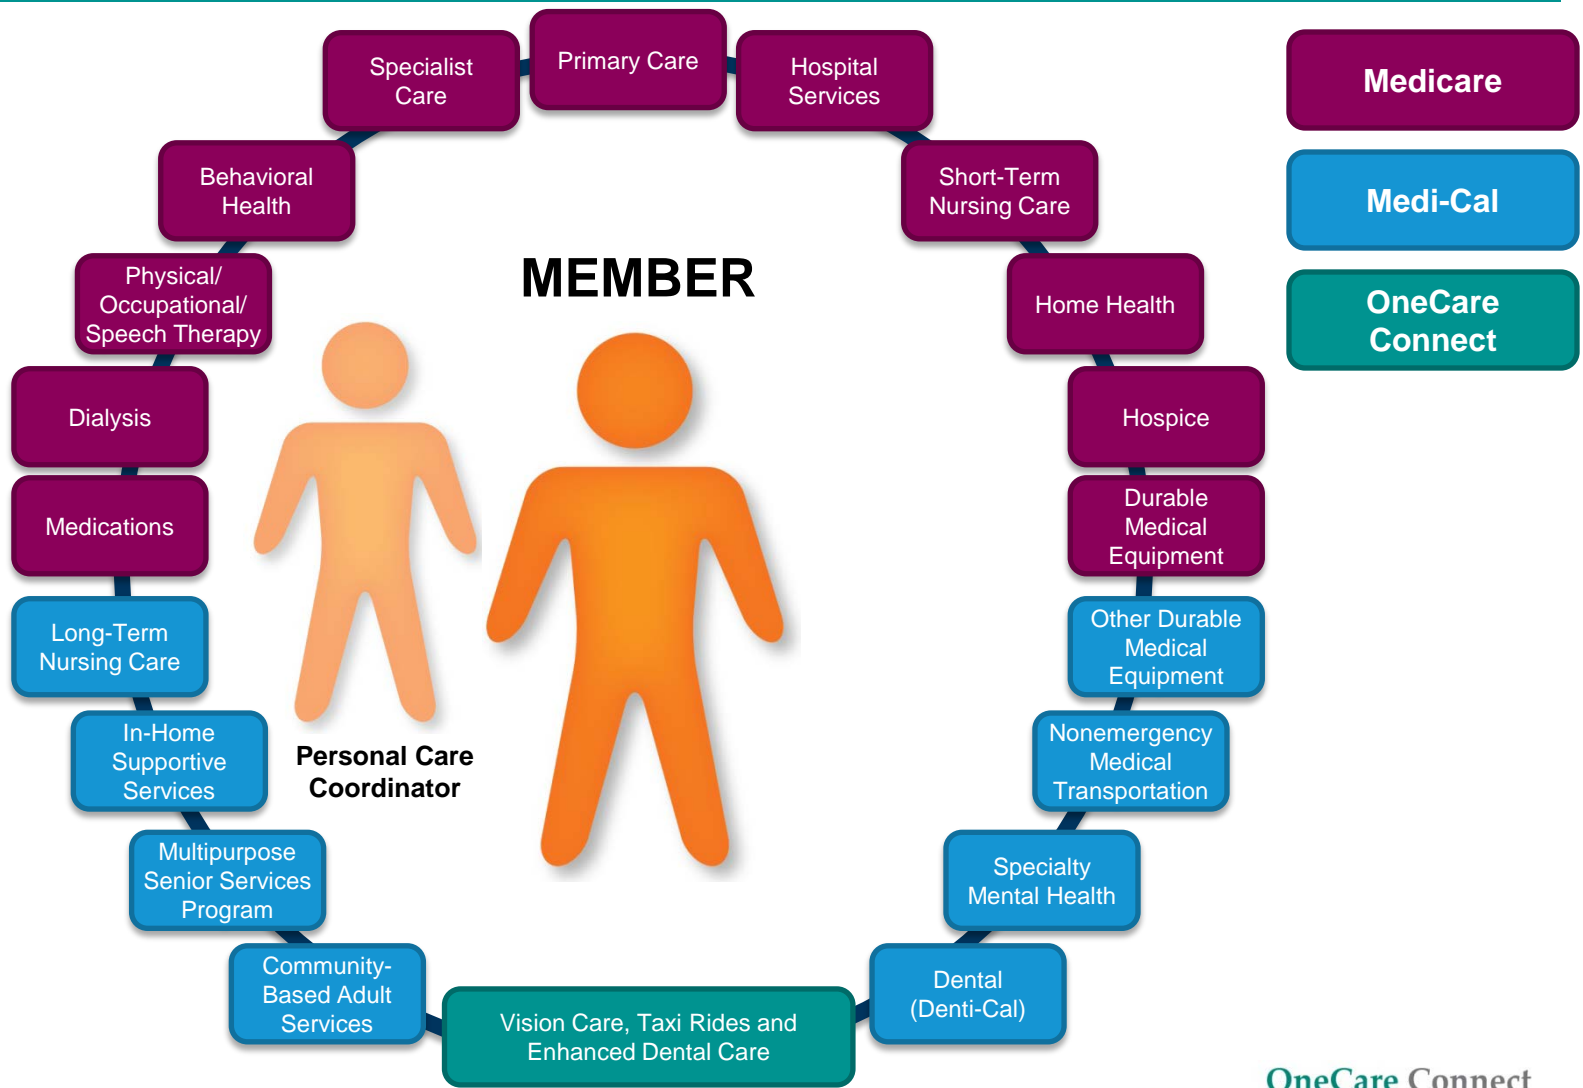 Primary Care
Specialist
Care
Hospital
Services
Medicare
Behavioral
Health
Short-Term
Nursing Care
Medi-Cal
Physical/
Occupational/
Speech Therapy
MEMBER
Home Health
OneCare
Connect
Dialysis
Hospice
Medications
Durable
Medical
Equipment
Long-Term
Nursing Care
Other Durable
Medical
Equipment
In-Home
Supportive
Services
Personal Care
Coordinator
Nonemergency
Medical
Transportation
Multipurpose
Senior Services
Program
Specialty
Mental Health
Community-
Based Adult
Services
Vision Care, Taxi Rides and
Enhanced Dental Care
Dental
(Denti-Cal)
OneCare Connect